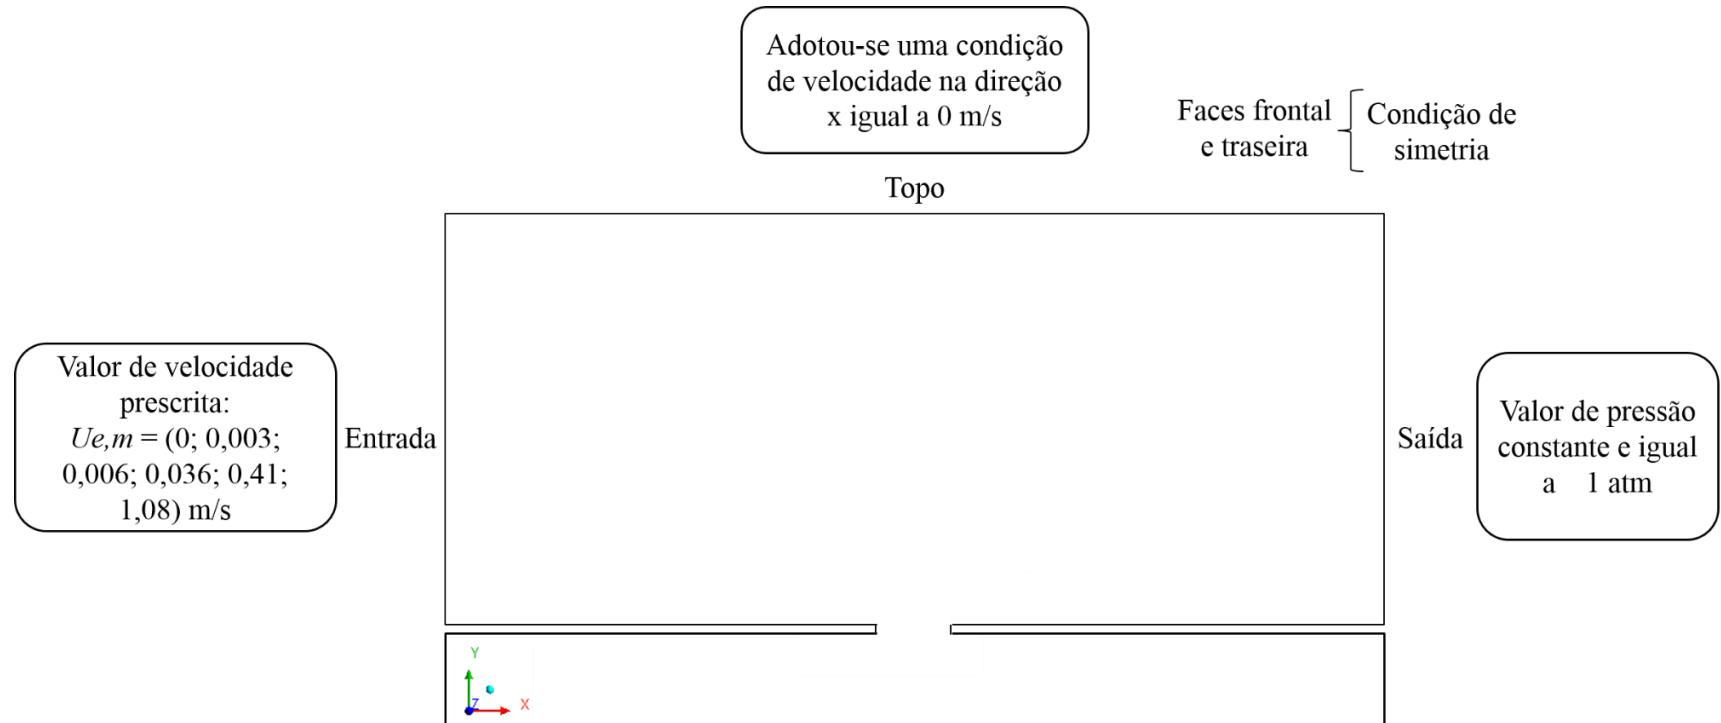 Adotou-se uma condição
de velocidade na direção
x igual a 0 m/s
Faces frontal
e traseira
Condição de
simetria
Topo
Valor de velocidade
prescrita:
Ue,m = (0; 0,003;
0,006; 0,036; 0,41;
1,08) m/s
Entrada
Saída
Valor de pressão
constante e igual
a 1 atm
Y
Z
X